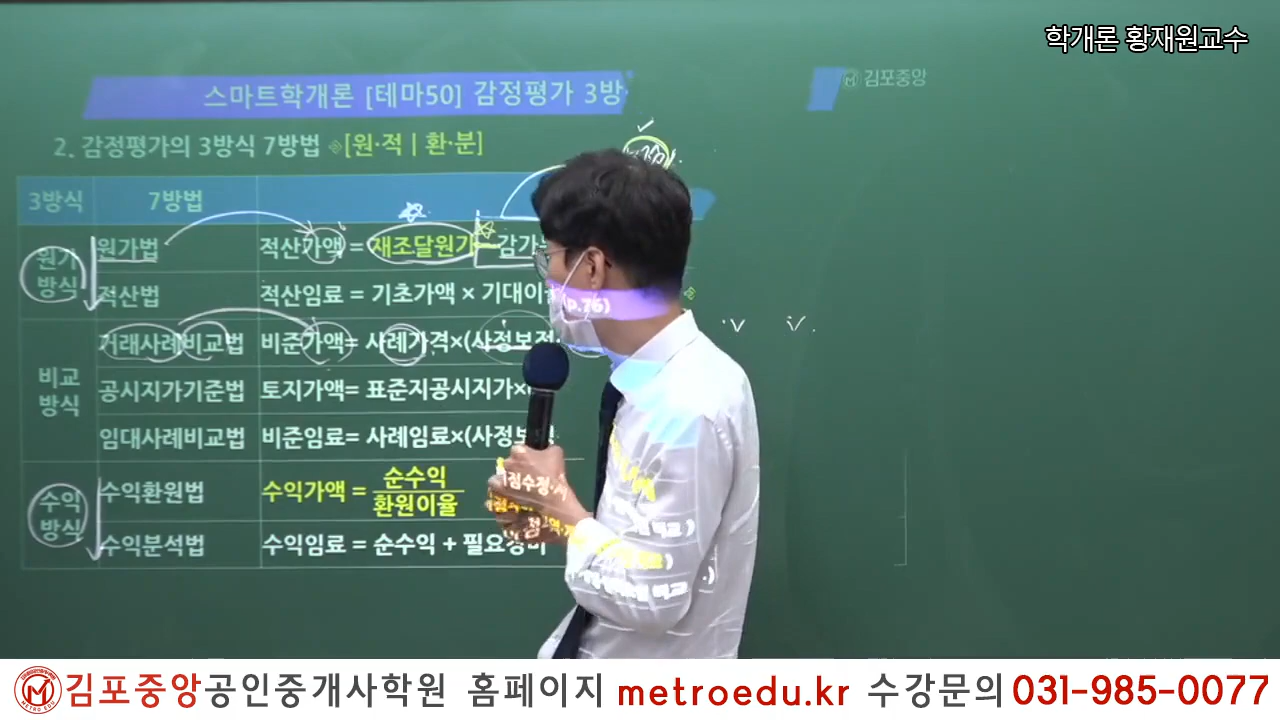 학개론 황재원교수
김포중앙
스마트학개론 [테마50] 감정평가 3방
2. 감정평가의 3방식 7방법 [원·적 | 환·분]
3방식 7방법
원가방식
원가법 적산가액 = 재조달원가 − 감가
적산법 적산임료 = 기초가액 × 기대이
(p.76)
비교방식
거래사례비교법 비준가액= 사례가격×(사정보정
공시지가기준법 토지가액= 표준지공시지가×
임대사례비교법 비준임료= 사례임료×(사정보정
수익방식
수익환원법 수익가액 = 순수익 / 환원이율
수익분석법 수익임료 = 순수익 + 필요경비
비교 )
비교 )
METRO EDU
김포중앙공인중개사학원 홈페이지 metroedu.kr 수강문의 031-985-0077